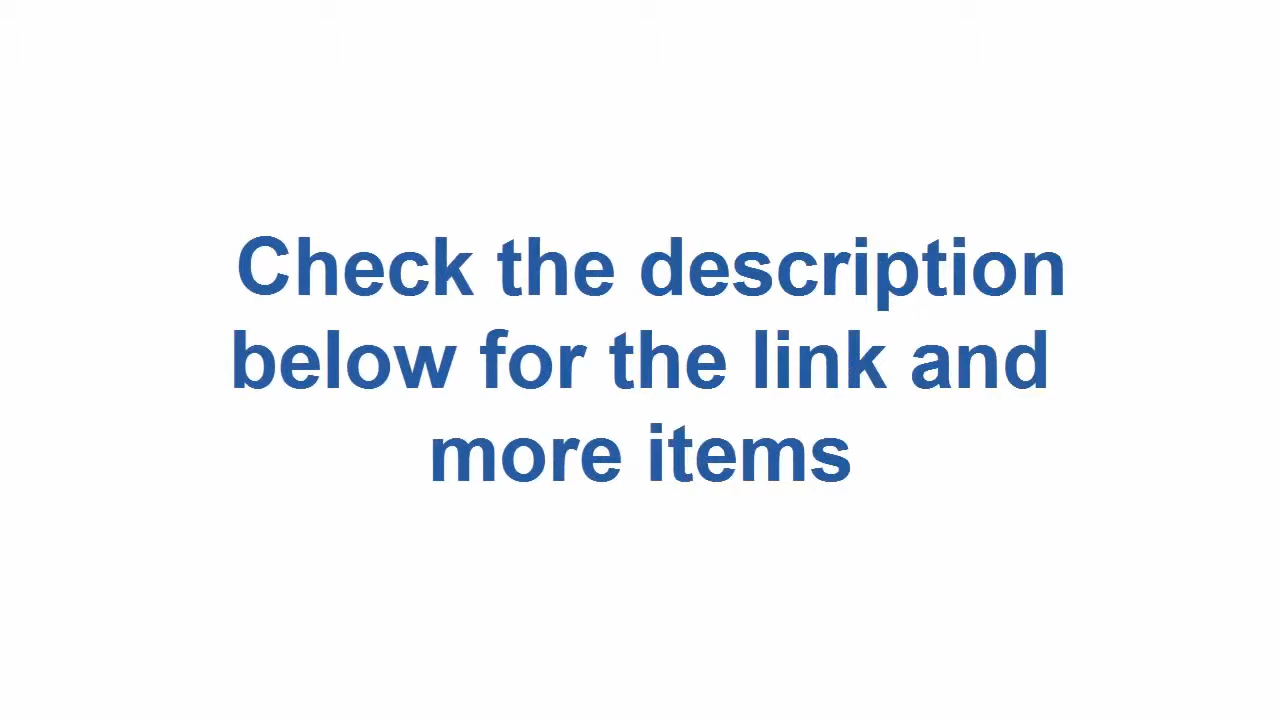 Check the description
below for the link and
more items